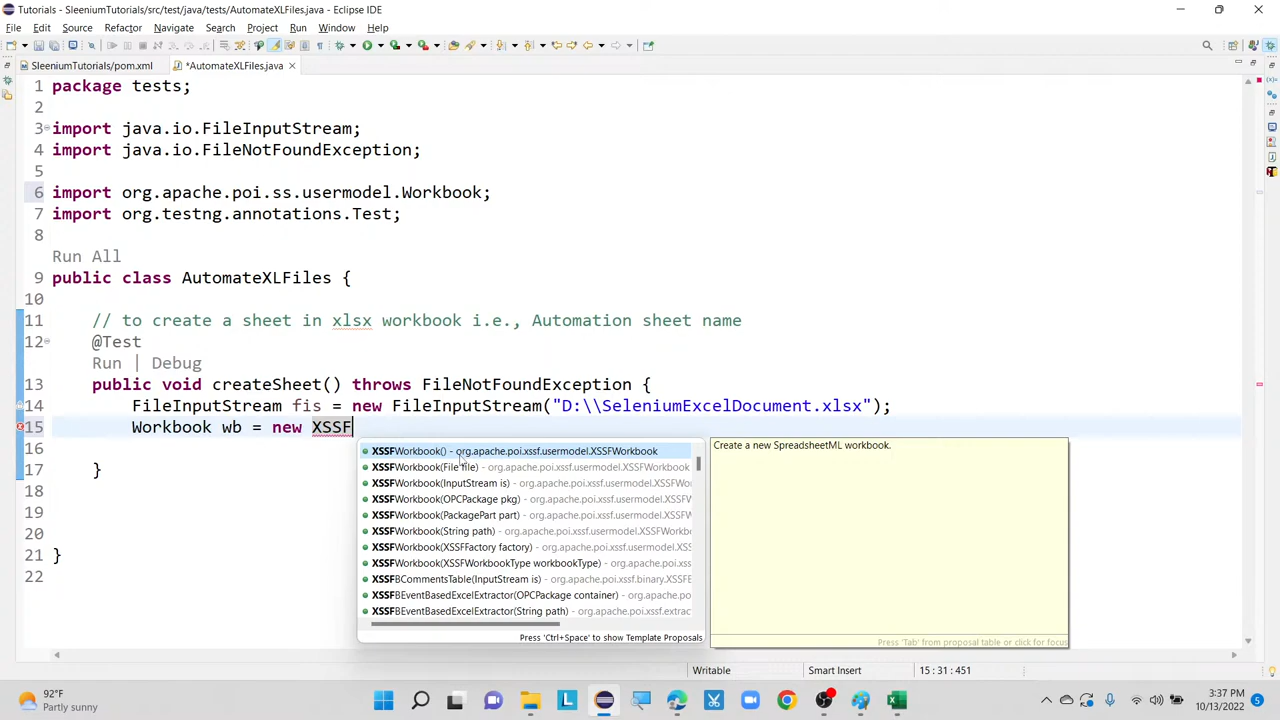 Tutorials - SleeniumTutorials/src/test/java/tests/AutomateXLFiles.java - Eclipse IDE
File Edit Source Refactor Navigate Search Project Run Window Help
SleeniumTutorials/pom.xml *AutomateXLFiles.java
1 package tests;
2
3 import java.io.FileInputStream;
4 import java.io.FileNotFoundException;
5
6 import org.apache.poi.ss.usermodel.Workbook;
7 import org.testng.annotations.Test;
8
Run All
9 public class AutomateXLFiles {
10
11 // to create a sheet in xlsx workbook i.e., Automation sheet name
12 @Test
Run | Debug
13 public void createSheet() throws FileNotFoundException {
14 FileInputStream fis = new FileInputStream("D:\\SeleniumExcelDocument.xlsx");
15 Workbook wb = new XSSF
16
17 }
18
19
20
21 }
22
XSSFWorkbook() - org.apache.poi.xssf.usermodel.XSSFWorkbook
XSSFWorkbook(File file) - org.apache.poi.xssf.usermodel.XSSFWorkbook
XSSFWorkbook(InputStream is) - org.apache.poi.xssf.usermodel.XSSFW
XSSFWorkbook(OPCPackage pkg) - org.apache.poi.xssf.usermodel.XSSFW
XSSFWorkbook(PackagePart part) - org.apache.poi.xssf.usermodel.XSSF
XSSFWorkbook(String path) - org.apache.poi.xssf.usermodel.XSSFWorkb
XSSFWorkbook(XSSFFactory factory) - org.apache.poi.xssf.usermodel.XS
XSSFWorkbook(XSSFWorkbookType workbookType) - org.apache.poi.xs
XSSFBCommentsTable(InputStream is) - org.apache.poi.xssf.binary.XSSFB
XSSFBEventBasedExcelExtractor(OPCPackage container) - org.apache.po
XSSFBEventBasedExcelExtractor(String path) - org.apache.poi.xssf.extrac
Press 'Ctrl+Space' to show Template Proposals
Create a new SpreadsheetML workbook.
Press 'Tab' from proposal table or click for focus
Writable Smart Insert 15 : 31 : 451
92°F
Partly sunny
3:37 PM
10/13/2022
5